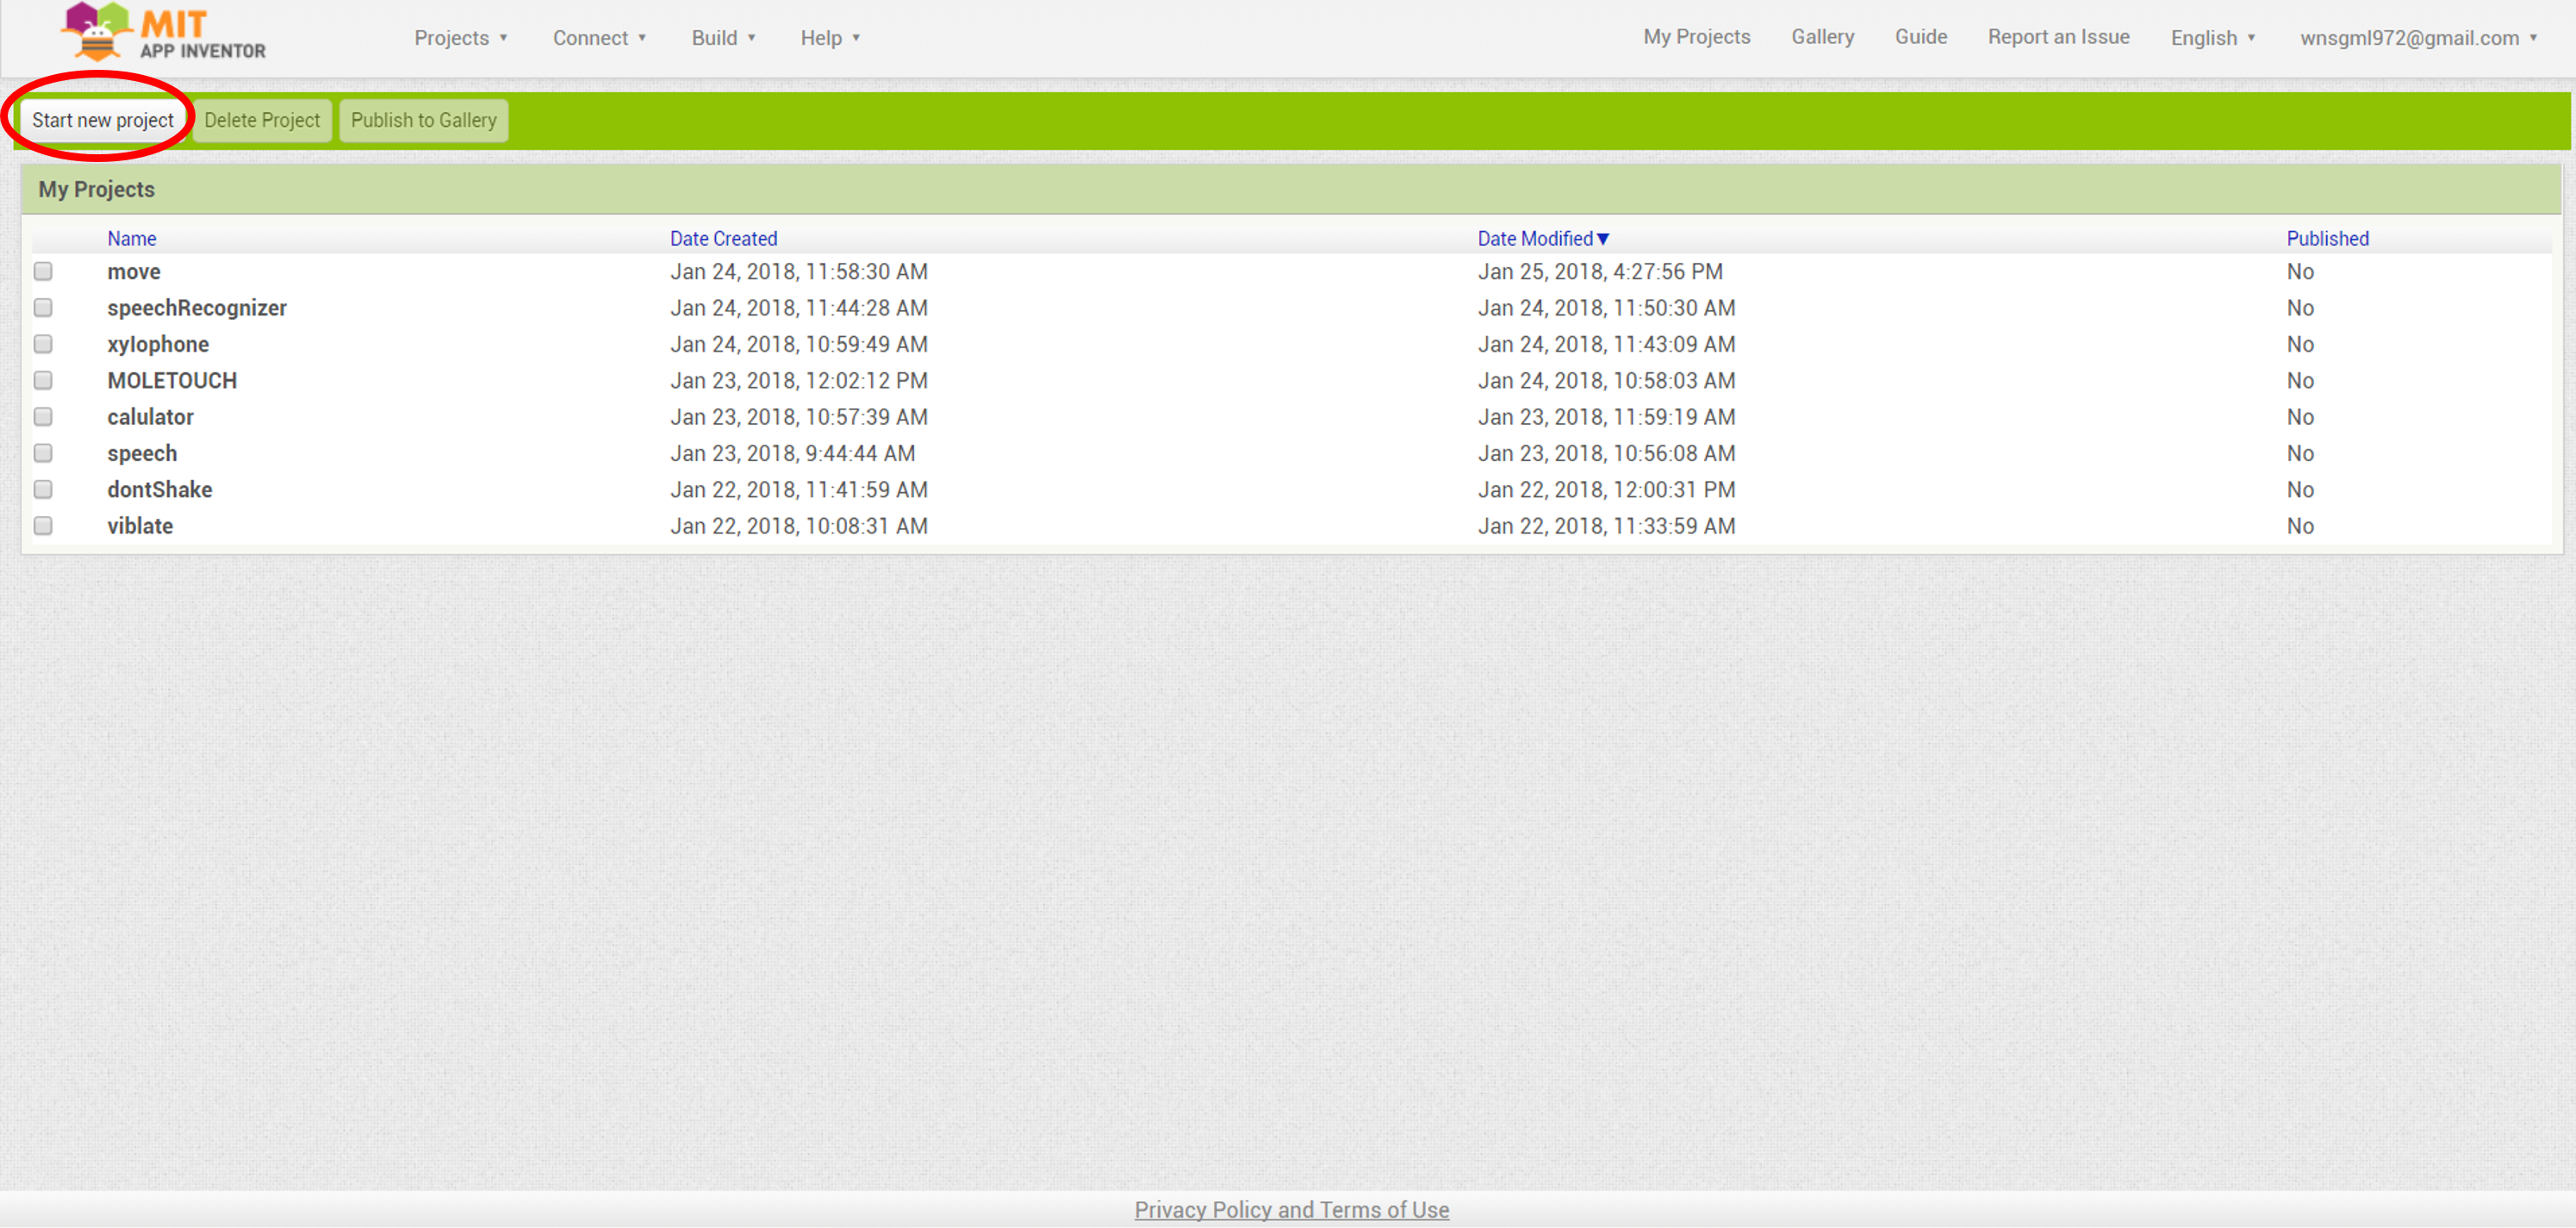 MIT
APP INVENTOR
Projects ▾ Connect ▾ Build ▾ Help ▾ My Projects Gallery Guide Report an Issue English ▾ wnsgml972@gmail.com ▾
Start new project Delete Project Publish to Gallery
My Projects
Name Date Created Date Modified▼ Published
move Jan 24, 2018, 11:58:30 AM Jan 25, 2018, 4:27:56 PM No
speechRecognizer Jan 24, 2018, 11:44:28 AM Jan 24, 2018, 11:50:30 AM No
xylophone Jan 24, 2018, 10:59:49 AM Jan 24, 2018, 11:43:09 AM No
MOLETOUCH Jan 23, 2018, 12:02:12 PM Jan 24, 2018, 10:58:03 AM No
calulator Jan 23, 2018, 10:57:39 AM Jan 23, 2018, 11:59:19 AM No
speech Jan 23, 2018, 9:44:44 AM Jan 23, 2018, 10:56:08 AM No
dontShake Jan 22, 2018, 11:41:59 AM Jan 22, 2018, 12:00:31 PM No
viblate Jan 22, 2018, 10:08:31 AM Jan 22, 2018, 11:33:59 AM No
Privacy Policy and Terms of Use